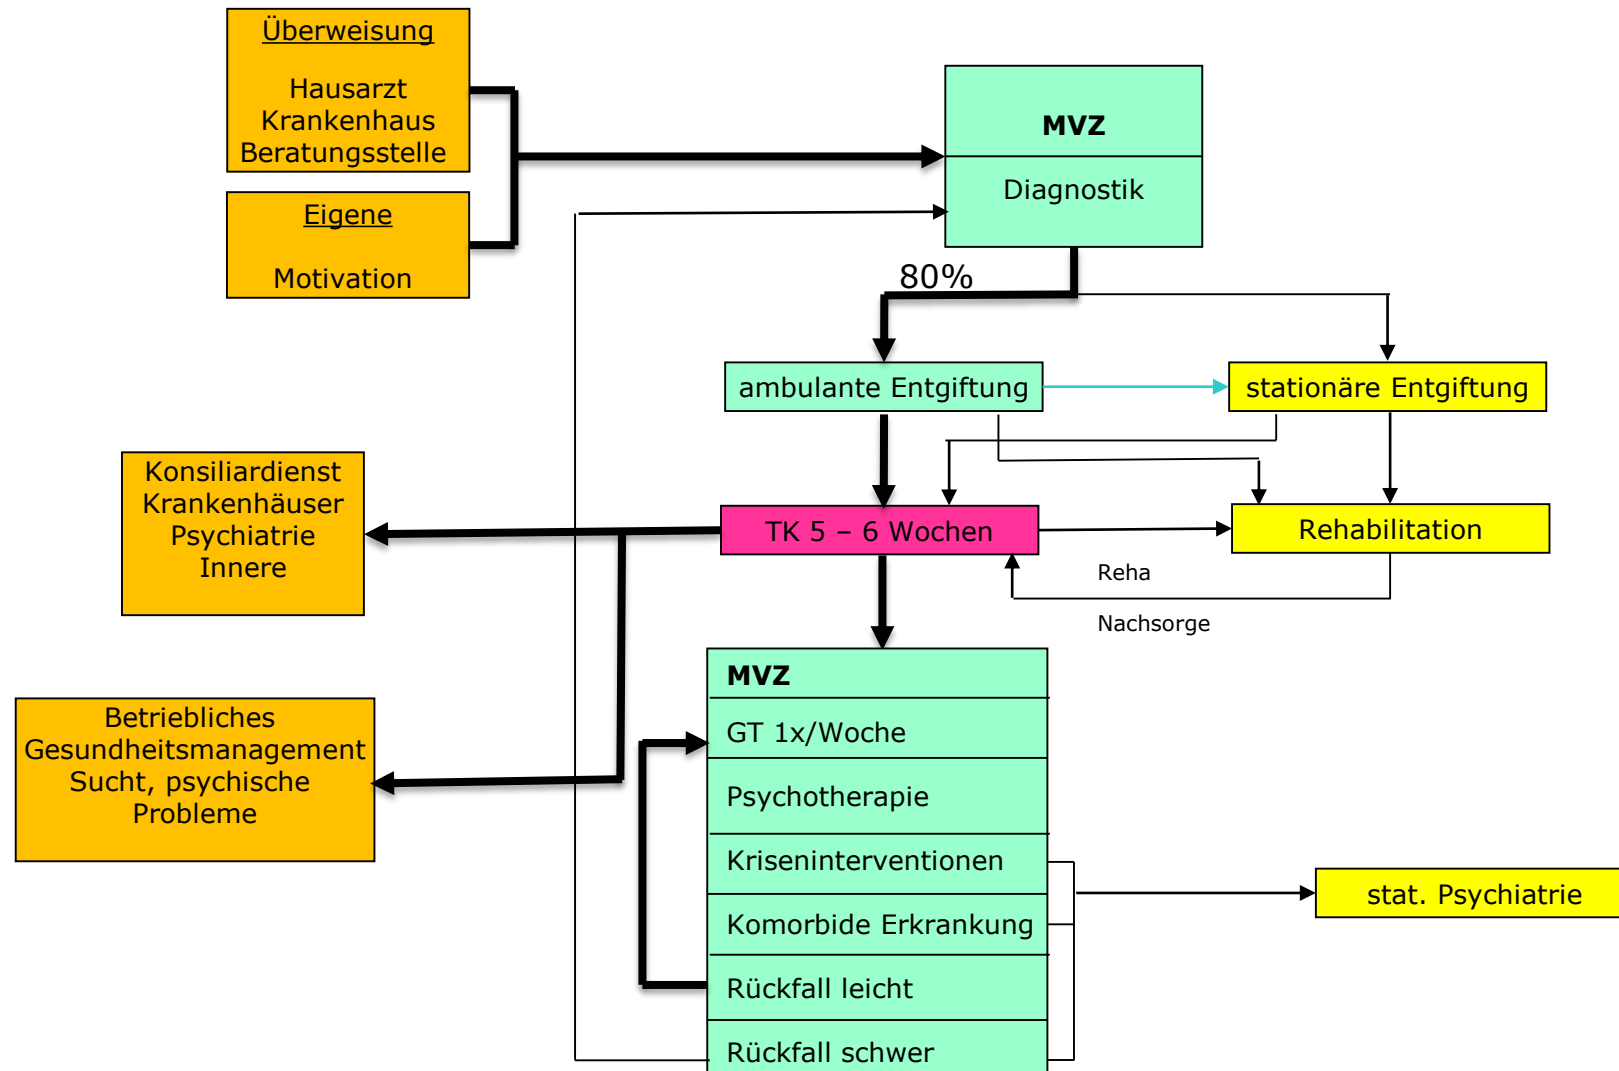 Überweisung
Hausarzt
Krankenhaus
Beratungsstelle
Eigene
Motivation
MVZ
Diagnostik
80%
ambulante Entgiftung
stationäre Entgiftung
Konsiliardienst
Krankenhäuser
Psychiatrie
Innere
TK 5 – 6 Wochen
Rehabilitation
Reha
Nachsorge
Betriebliches
Gesundheitsmanagement
Sucht, psychische
Probleme
MVZ
GT 1x/Woche
Psychotherapie
Kriseninterventionen
Komorbide Erkrankung
Rückfall leicht
Rückfall schwer
stat. Psychiatrie